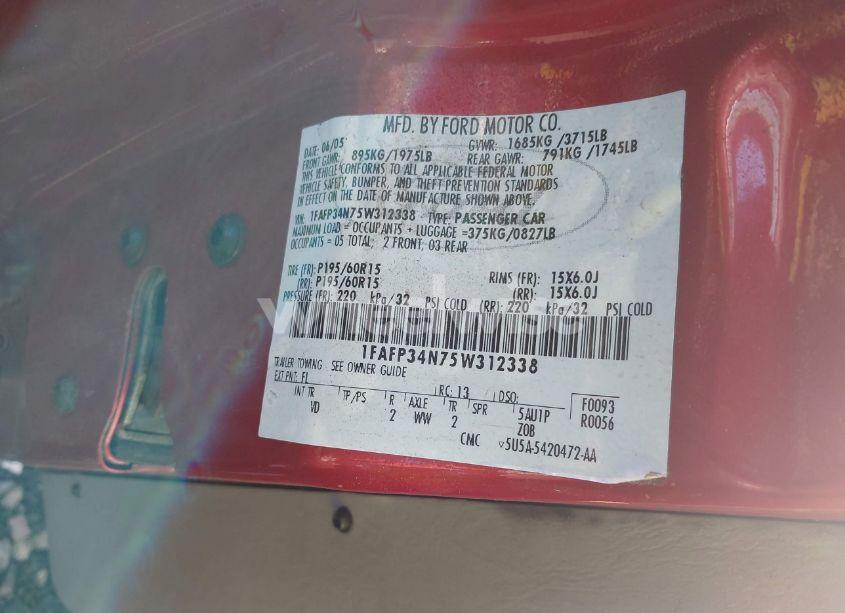 MFD. BY FORD MOTOR CO.
DATE: 06/05 GVWR: 1685KG/3715LB
FRONT GAWR: 895KG/1975LB REAR GAWR: 791KG/1745LB
THIS VEHICLE CONFORMS TO ALL APPLICABLE FEDERAL MOTOR
VEHICLE SAFETY, BUMPER, AND THEFT PREVENTION STANDARDS
IN EFFECT ON THE DATE OF MANUFACTURE SHOWN ABOVE.
VIN: 1FAFP34N75W312338 TYPE: PASSENGER CAR
MAXIMUM LOAD = OCCUPANTS + LUGGAGE =375KG/0827LB
OCCUPANTS = 05 TOTAL; 2 FRONT, 03 REAR
TIRE (FR): P195/60R15 RIMS (FR): 15X6.0J
(RR): P195/60R15 (RR): 15X6.0J
PRESSURE (FR): 220 kPa/32 PSI COLD (RR): 220 kPa/32 PSI COLD
1FAFP34N75W312338
TRAILER TOWING: SEE OWNER GUIDE
EXT PNT: FL RC: 13 DSO: F0093
INT TR TP/PS R AXLE TR SPR 5AU1P R0056
VD 2 WW 2 ZOB
CMC 5U5A-5420472-AA